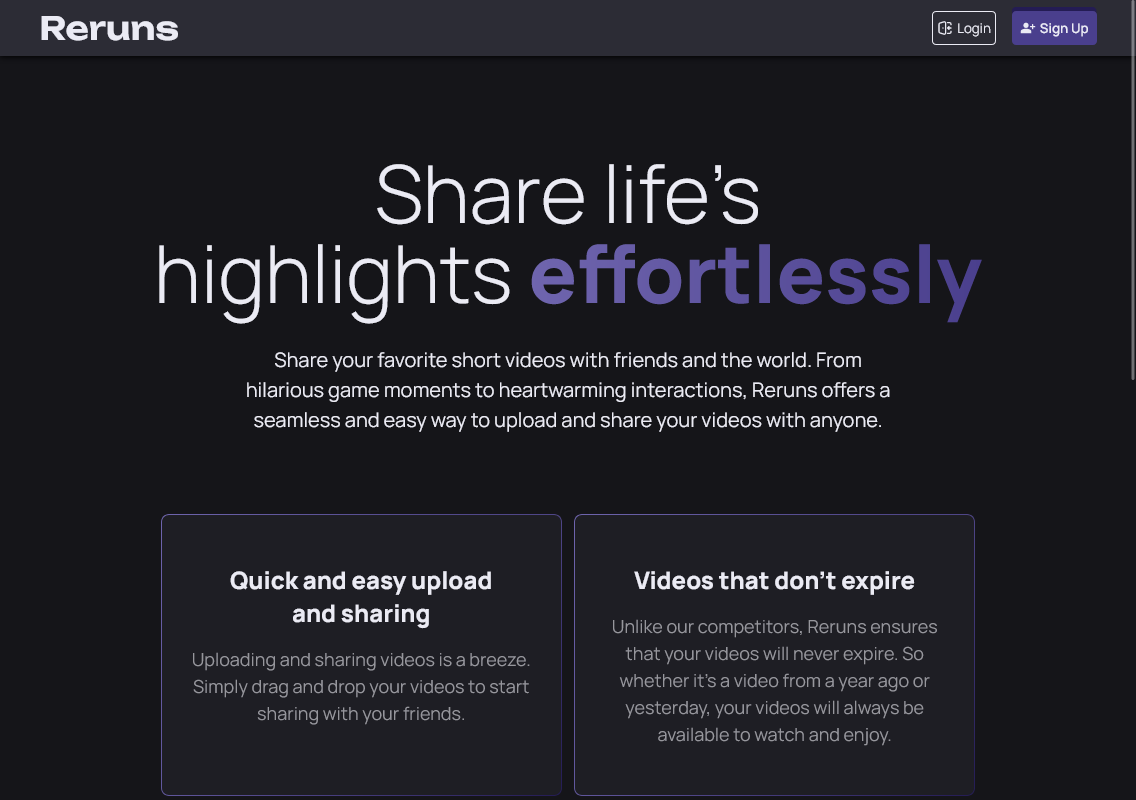 Reruns
Login
Sign Up
Share life’s
highlights effortlessly
Share your favorite short videos with friends and the world. From
hilarious game moments to heartwarming interactions, Reruns offers a
seamless and easy way to upload and share your videos with anyone.
Quick and easy upload
and sharing
Uploading and sharing videos is a breeze.
Simply drag and drop your videos to start
sharing with your friends.
Videos that don’t expire
Unlike our competitors, Reruns ensures
that your videos will never expire. So
whether it’s a video from a year ago or
yesterday, your videos will always be
available to watch and enjoy.